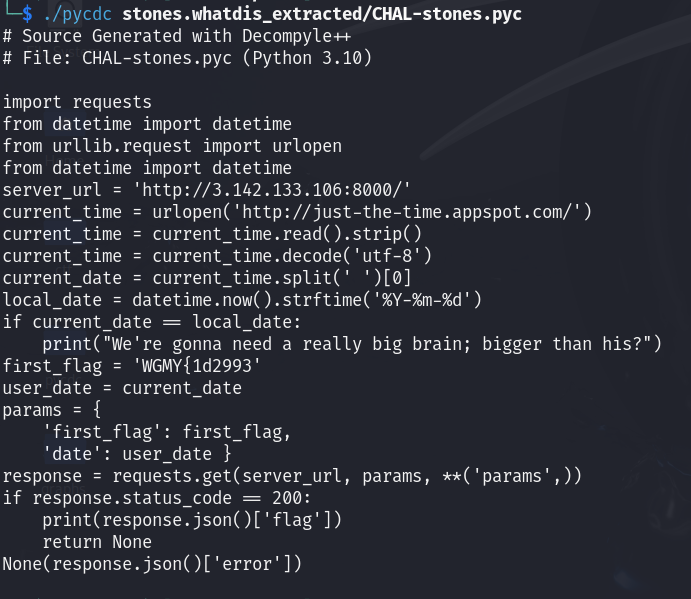 └─$ ./pycdc stones.whatdis_extracted/CHAL-stones.pyc
# Source Generated with Decompyle++
# File: CHAL-stones.pyc (Python 3.10)
import requests
from datetime import datetime
from urllib.request import urlopen
from datetime import datetime
server_url = 'http://3.142.133.106:8000/'
current_time = urlopen('http://just-the-time.appspot.com/')
current_time = current_time.read().strip()
current_time = current_time.decode('utf-8')
current_date = current_time.split(' ')[0]
local_date = datetime.now().strftime('%Y-%m-%d')
if current_date == local_date:
    print("We're gonna need a really big brain; bigger than his?")
first_flag = 'WGMY{1d2993'
user_date = current_date
params = {
    'first_flag': first_flag,
    'date': user_date }
response = requests.get(server_url, params, **('params',))
if response.status_code == 200:
    print(response.json()['flag'])
    return None
None(response.json()['error'])